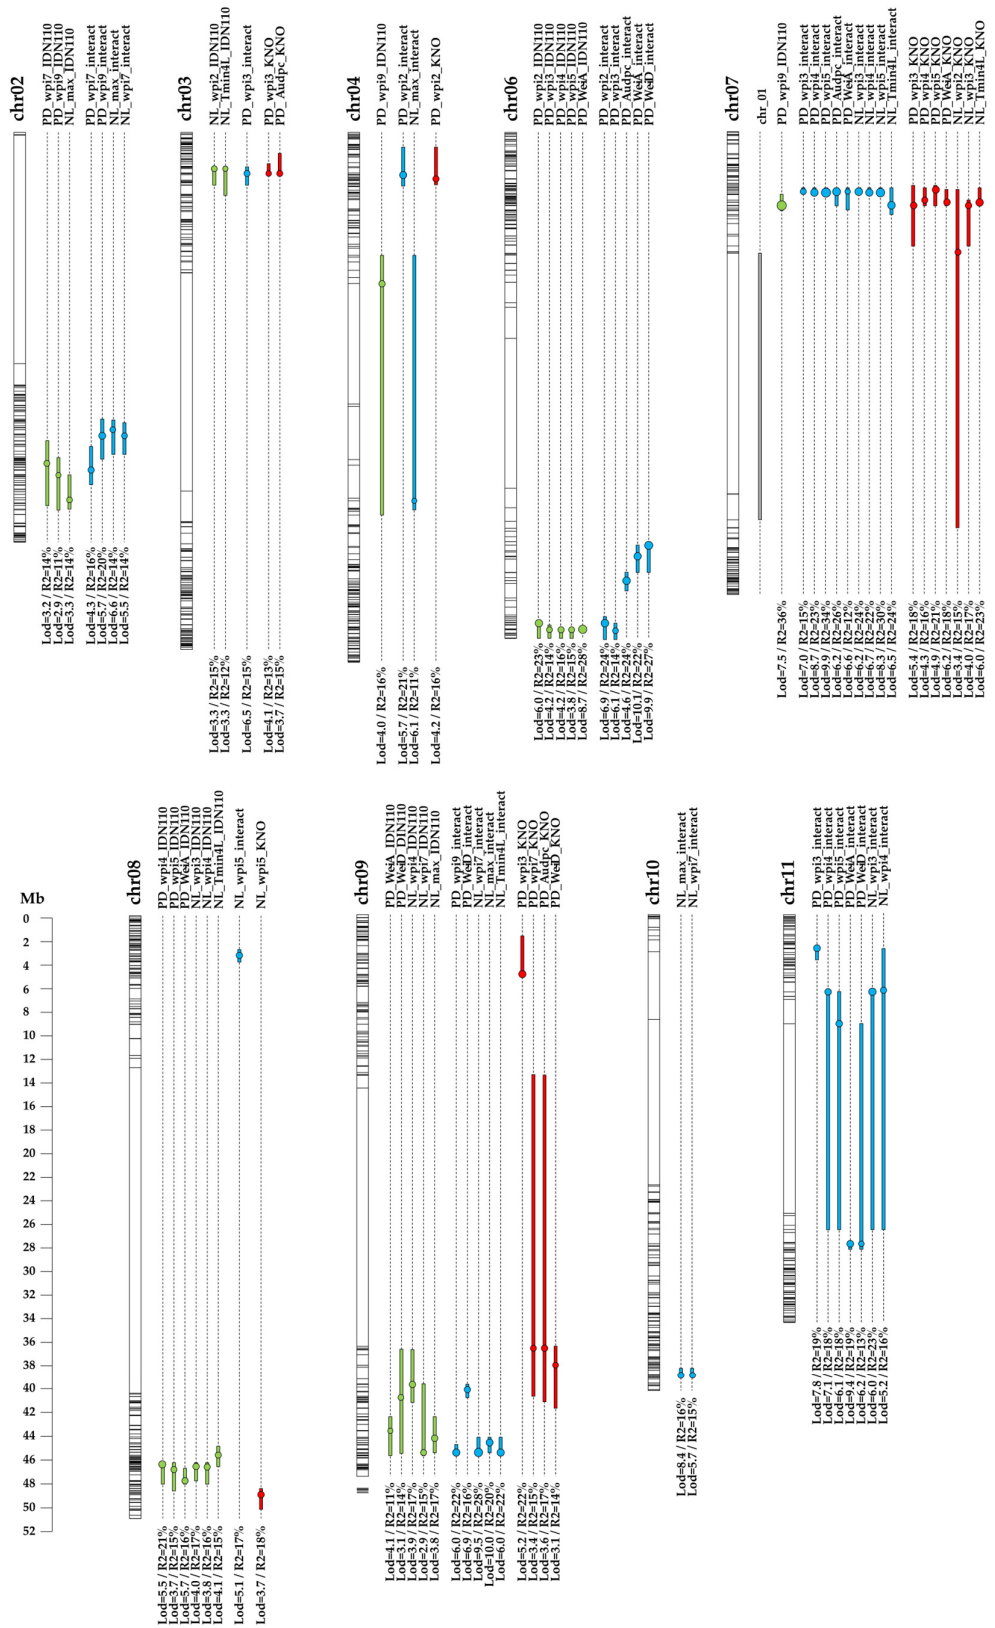 chr02
PD_wpi7_IDN110
PD_wpi9_IDN110
NL_max_IDN110
PD_wpi7_interact
PD_wpi9_interact
NL_max_interact
NL_wpi7_interact
Lod=3.2 / R2=14%
Lod=2.9 / R2=11%
Lod=3.3 / R2=14%
Lod=4.3 / R2=16%
Lod=5.7 / R2=20%
Lod=6.6 / R2=14%
Lod=5.5 / R2=14%
chr03
NL_wpi2_IDN110
NL_Tmin4L_IDN110
PD_wpi3_interact
PD_wpi3_KNO
PD_Audpc_KNO
Lod=3.3 / R2=15%
Lod=3.3 / R2=12%
Lod=6.5 / R2=15%
Lod=4.1 / R2=13%
Lod=3.7 / R2=15%
chr04
PD_wpi9_IDN110
PD_wpi2_interact
NL_max_interact
PD_wpi2_KNO
Lod=4.0 / R2=16%
Lod=5.7 / R2=21%
Lod=6.1 / R2=11%
Lod=4.2 / R2=16%
chr06
PD_wpi2_IDN110
PD_wpi3_IDN110
PD_wpi4_IDN110
PD_wpi5_IDN110
PD_WeiA_IDN110
PD_wpi2_interact
PD_wpi3_interact
PD_Audpc_interact
PD_WeiA_interact
PD_WeiD_interact
Lod=6.0 / R2=23%
Lod=4.2 / R2=14%
Lod=4.2 / R2=16%
Lod=3.8 / R2=15%
Lod=8.7 / R2=28%
Lod=6.9 / R2=24%
Lod=6.1 / R2=14%
Lod=4.6 / R2=24%
Lod=10.1 / R2=22%
Lod=9.9 / R2=27%
chr07
chr_01
PD_wpi9_IDN110
PD_wpi3_interact
PD_wpi4_interact
PD_wpi5_interact
PD_Audpc_interact
PD_WeiA_interact
NL_wpi3_interact
NL_wpi4_interact
NL_wpi5_interact
NL_Tmin4L_interact
PD_wpi3_KNO
PD_wpi4_KNO
PD_wpi5_KNO
PD_WeiA_KNO
NL_wpi2_KNO
NL_wpi3_KNO
NL_Tmin4L_KNO
Lod=7.5 / R2=36%
Lod=7.0 / R2=15%
Lod=8.7 / R2=23%
Lod=9.9 / R2=34%
Lod=6.2 / R2=26%
Lod=6.6 / R2=12%
Lod=6.2 / R2=24%
Lod=6.7 / R2=22%
Lod=8.3 / R2=30%
Lod=6.5 / R2=24%
Lod=5.4 / R2=18%
Lod=4.3 / R2=16%
Lod=4.9 / R2=21%
Lod=6.2 / R2=18%
Lod=3.4 / R2=15%
Lod=4.0 / R2=17%
Lod=6.0 / R2=23%
Mb
0
2
4
6
8
10
12
14
16
18
20
22
24
26
28
30
32
34
36
38
40
42
44
46
48
50
52
chr08
PD_wpi4_IDN110
PD_wpi5_IDN110
PD_WeiA_IDN110
NL_wpi3_IDN110
NL_wpi4_IDN110
NL_Tmin4L_IDN110
NL_wpi5_interact
NL_wpi5_KNO
Lod=5.5 / R2=21%
Lod=3.7 / R2=15%
Lod=5.7 / R2=16%
Lod=4.0 / R2=17%
Lod=3.8 / R2=16%
Lod=4.1 / R2=15%
Lod=5.1 / R2=17%
Lod=3.7 / R2=18%
chr09
PD_WeiA_IDN110
PD_WeiD_DIN110
NL_wpi4_IDN110
NL_wpi7_IDN110
NL_max_IDN110
PD_wpi9_interact
PD_WeiD_interact
NL_wpi7_interact
NL_max_interact
NL_Tmin4L_interact
PD_wpi3_KNO
PD_wpi7_KNO
PD_Audpc_KNO
PD_WeiD_KNO
Lod=4.1 / R2=11%
Lod=3.1 / R2=14%
Lod=3.9 / R2=17%
Lod=2.9 / R2=15%
Lod=3.8 / R2=17%
Lod=6.0 / R2=22%
Lod=6.9 / R2=16%
Lod=9.5 / R2=28%
Lod=10.0 / R2=20%
Lod=6.0 / R2=22%
Lod=5.2 / R2=22%
Lod=3.4 / R2=15%
Lod=3.6 / R2=17%
Lod=3.1 / R2=14%
chr10
NL_max_interact
NL_wpi7_interact
Lod=8.4 / R2=16%
Lod=5.7 / R2=15%
chr11
PD_wpi3_interact
PD_wpi4_interact
PD_wpi5_interact
PD_WeiA_interact
PD_WeiD_interact
NL_wpi3_interact
NL_wpi4_interact
Lod=7.8 / R2=19%
Lod=7.1 / R2=18%
Lod=6.1 / R2=18%
Lod=9.4 / R2=19%
Lod=6.2 / R2=13%
Lod=6.0 / R2=23%
Lod=5.2 / R2=16%